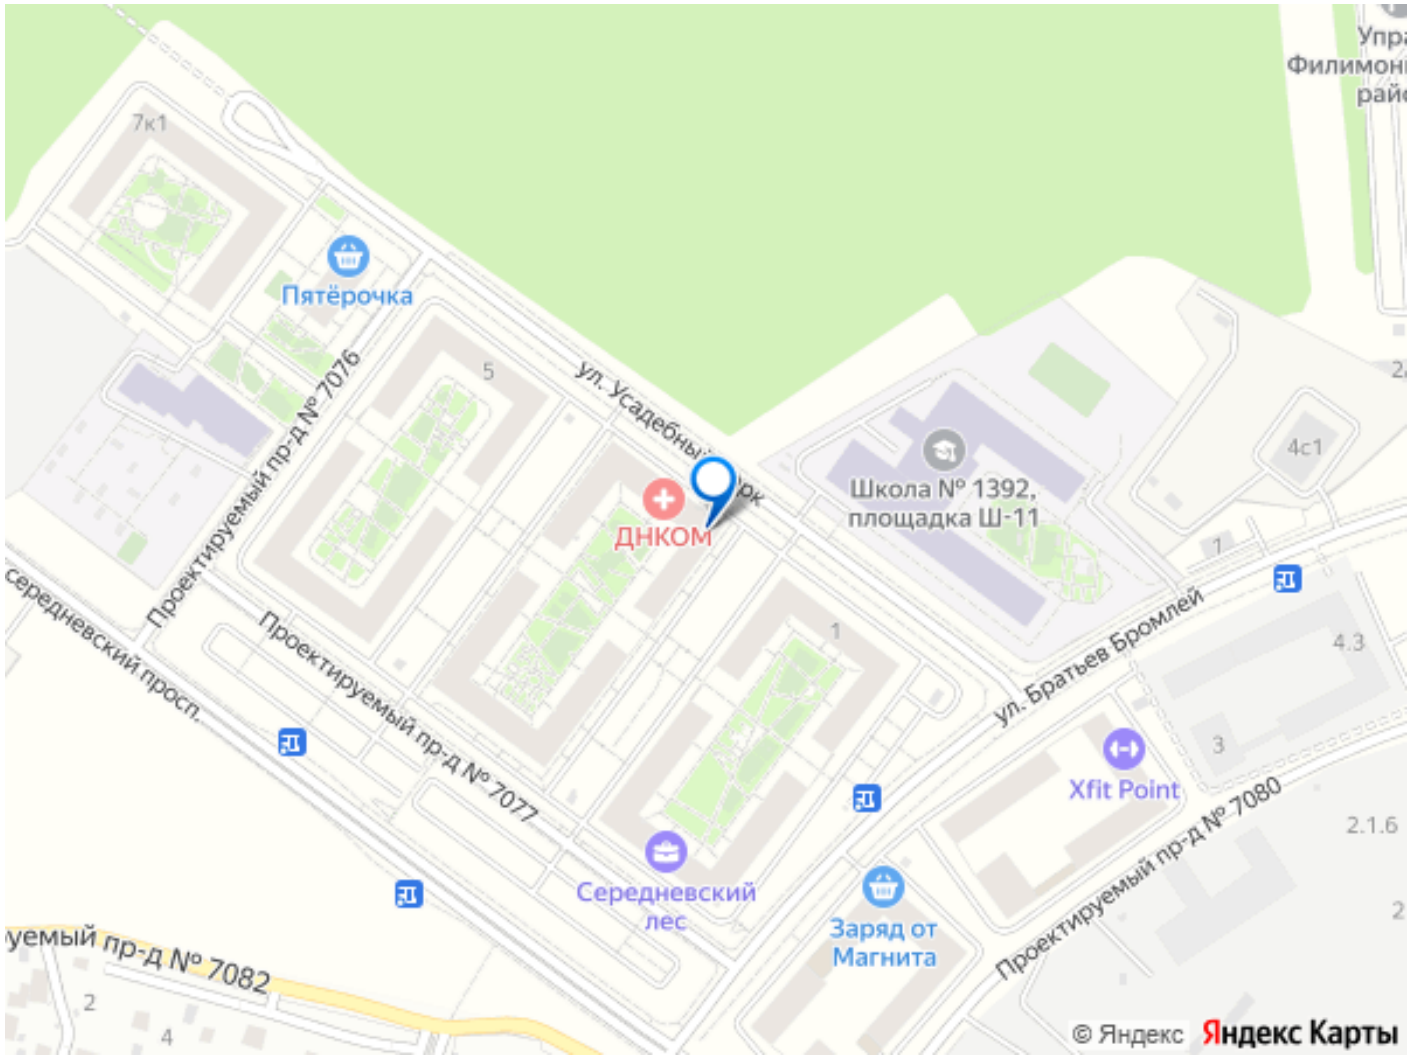 Упра
Филимон
райо
7к1
Пятёрочка
Проектируемый пр-д № 7076
5
ул. Усадебный парк
2
4с1
Школа № 1392,
площадка Ш-11
ДНКОМ
1
1
ул. Братьев Бромлей
4.3
середневский просп.
Проектируемый пр-д № 7077
3
Xfit Point
Проектируемый пр-д № 7080
2.1.6
Середневский
лес
Заряд от
Магнита
2
уемый пр-д № 7082
2
4
© Яндекс Яндекс Карты